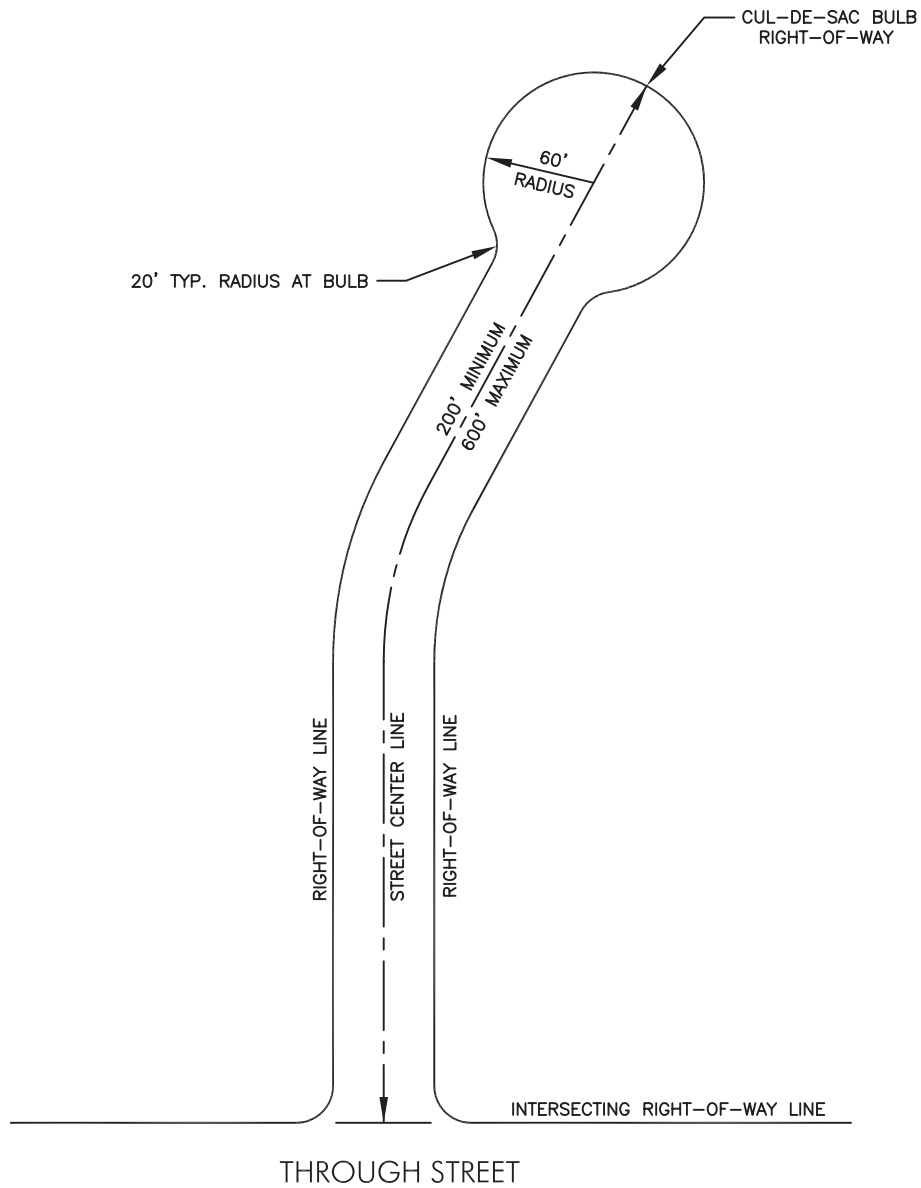 CUL-DE-SAC BULB
RIGHT-OF-WAY
60'
RADIUS
20' TYP. RADIUS AT BULB
200' MINIMUM
600' MAXIMUM
RIGHT-OF-WAY LINE
STREET CENTER LINE
RIGHT-OF-WAY LINE
INTERSECTING RIGHT-OF-WAY LINE
THROUGH STREET